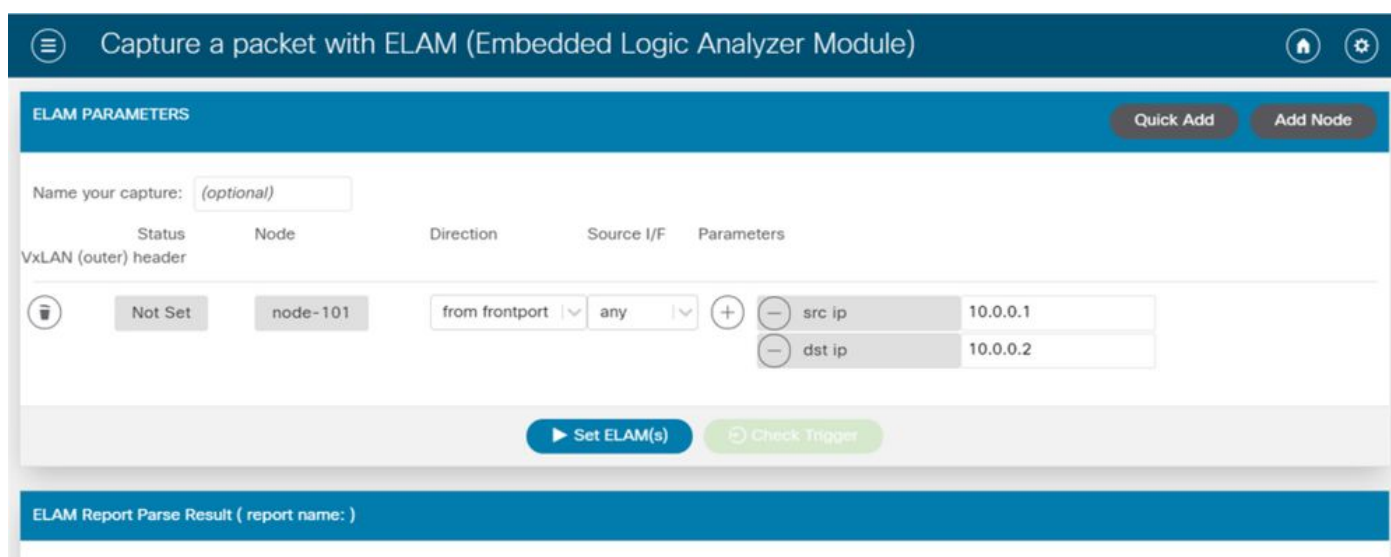 Capture a packet with ELAM (Embedded Logic Analyzer Module)
ELAM PARAMETERS
Quick Add
Add Node
Name your capture: (optional)
Status Node Direction Source I/F Parameters
VxLAN (outer) header
Not Set node-101 from frontport any src ip 10.0.0.1
dst ip 10.0.0.2
Set ELAM(s) Check Trigger
ELAM Report Parse Result ( report name: )